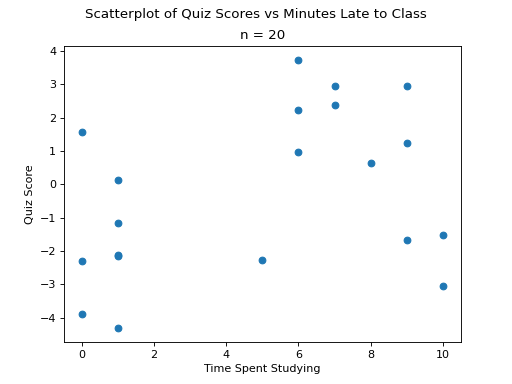 Scatterplot of Quiz Scores vs Minutes Late to Class
n = 20
4
3
2
1
0
−1
−2
−3
−4
Quiz Score
0 2 4 6 8 10
Time Spent Studying